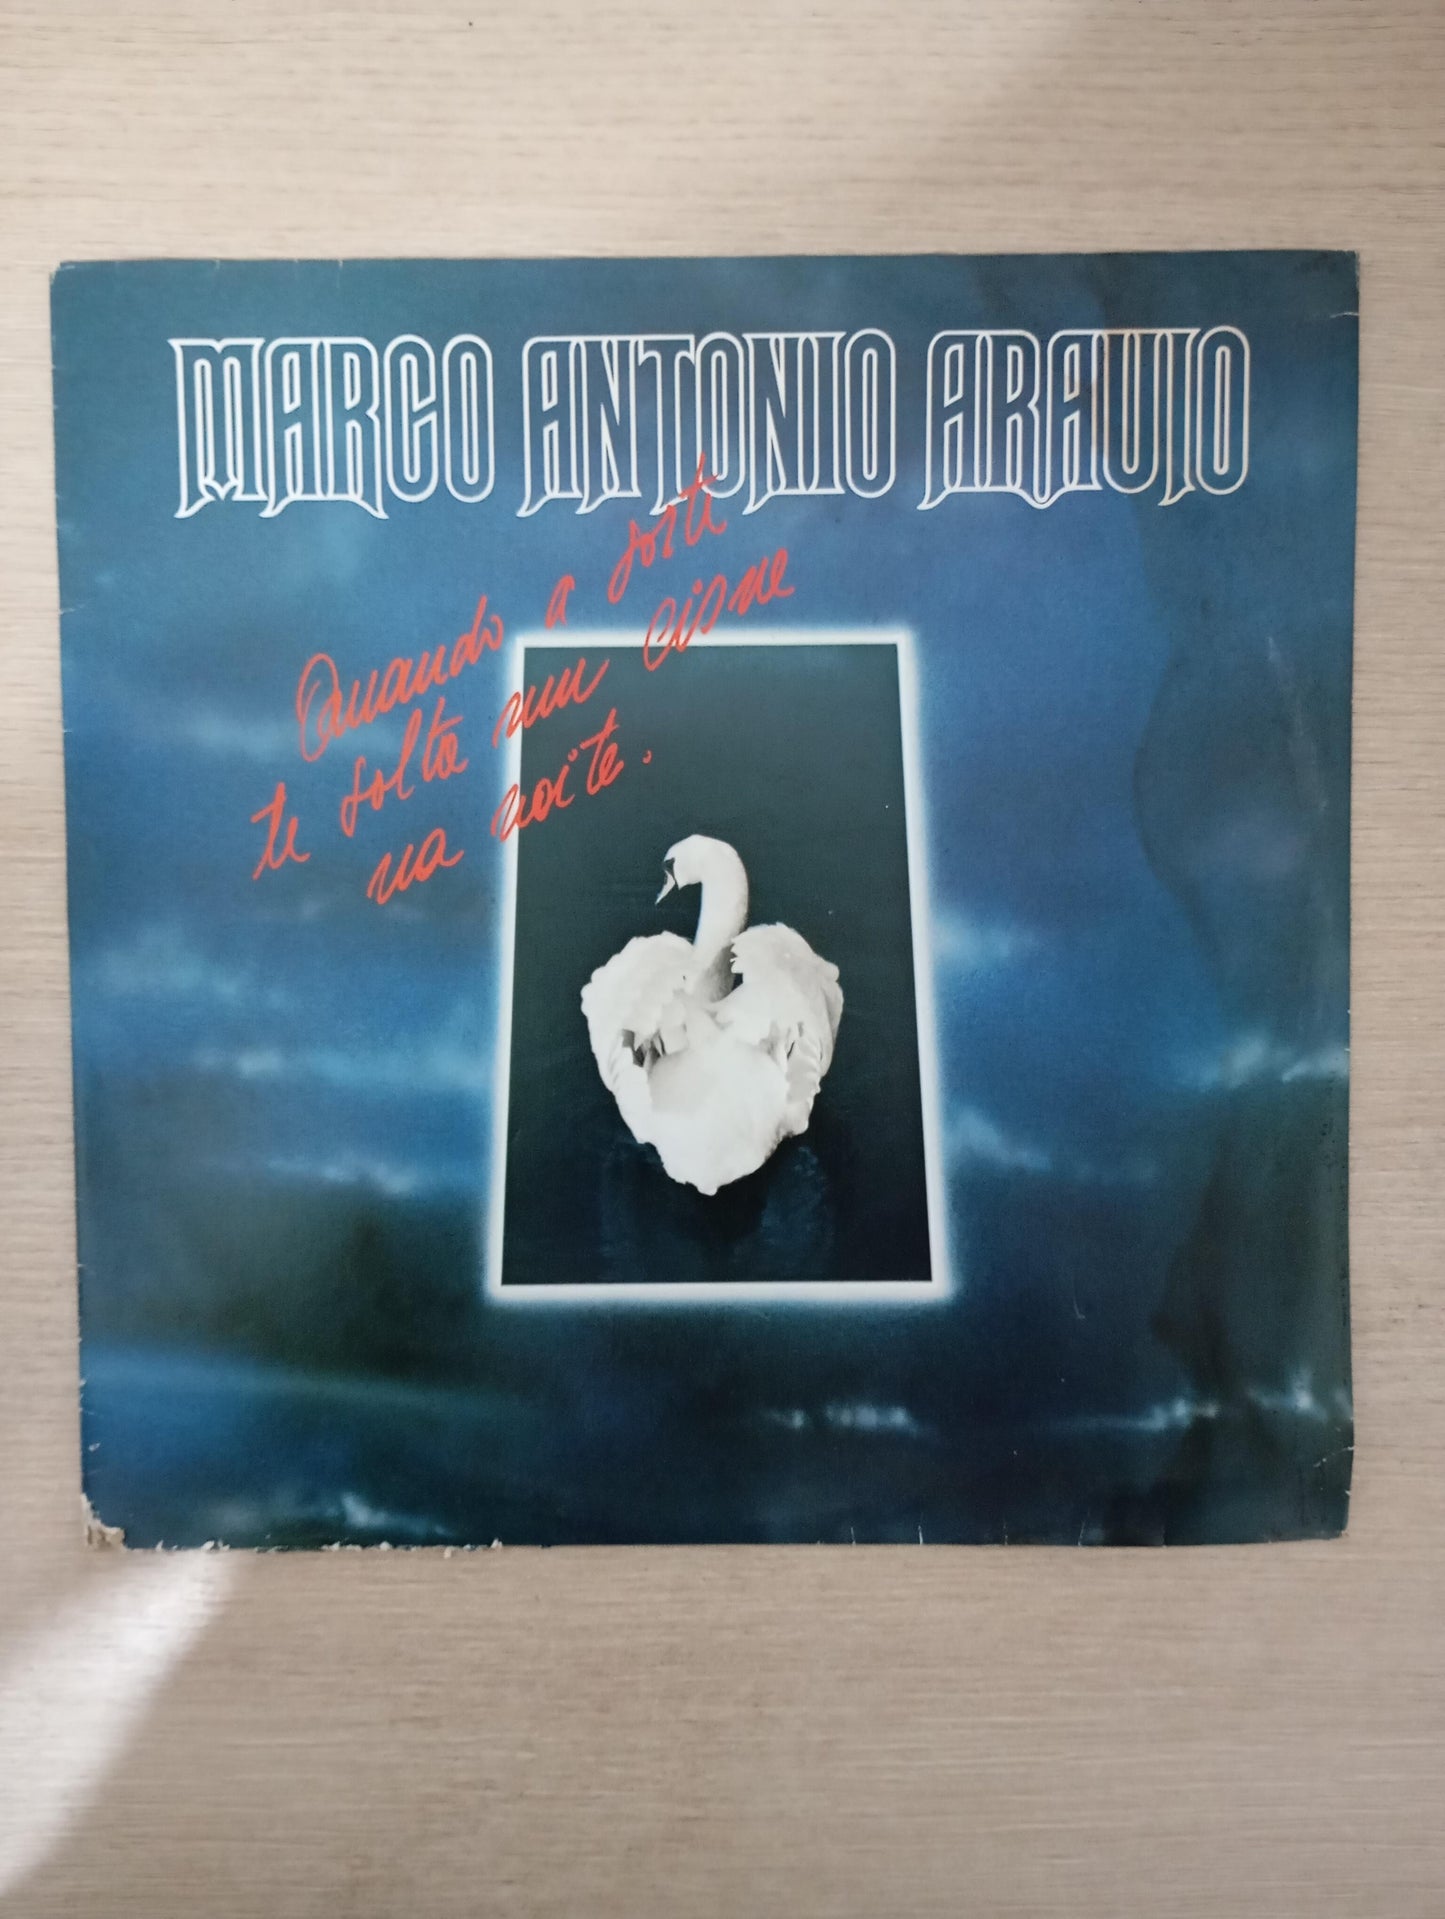 MARCO ANTONIO ARAUJO
Quando a sorte
te solta um cisne
na noite.